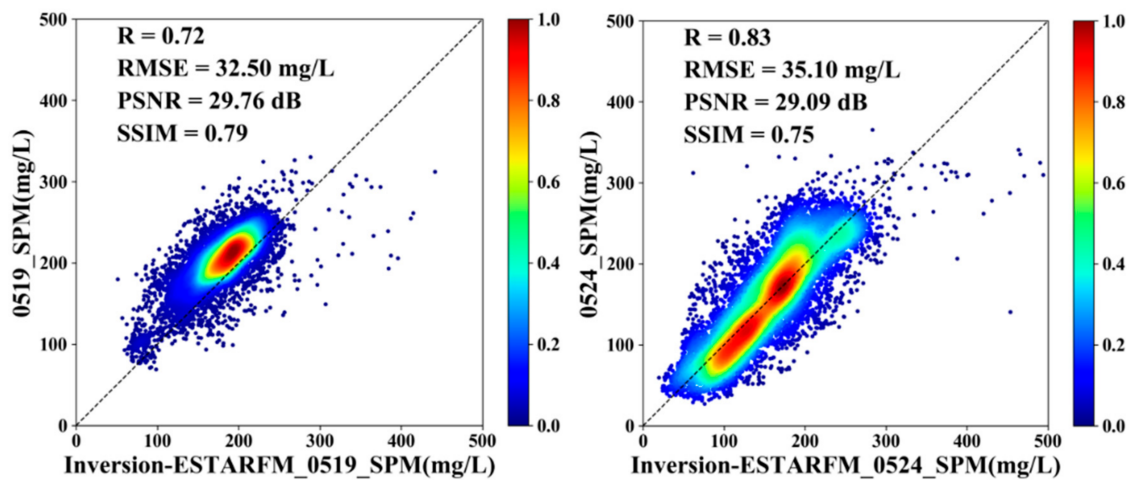 500
400
300
200
100
0
0 100 200 300 400 500
0519_SPM(mg/L)
Inversion-ESTARFM_0519_SPM(mg/L)
R = 0.72
RMSE = 32.50 mg/L
PSNR = 29.76 dB
SSIM = 0.79
1.0
0.8
0.6
0.4
0.2
0.0
500
400
300
200
100
0
0 100 200 300 400 500
0524_SPM(mg/L)
Inversion-ESTARFM_0524_SPM(mg/L)
R = 0.83
RMSE = 35.10 mg/L
PSNR = 29.09 dB
SSIM = 0.75
1.0
0.8
0.6
0.4
0.2
0.0